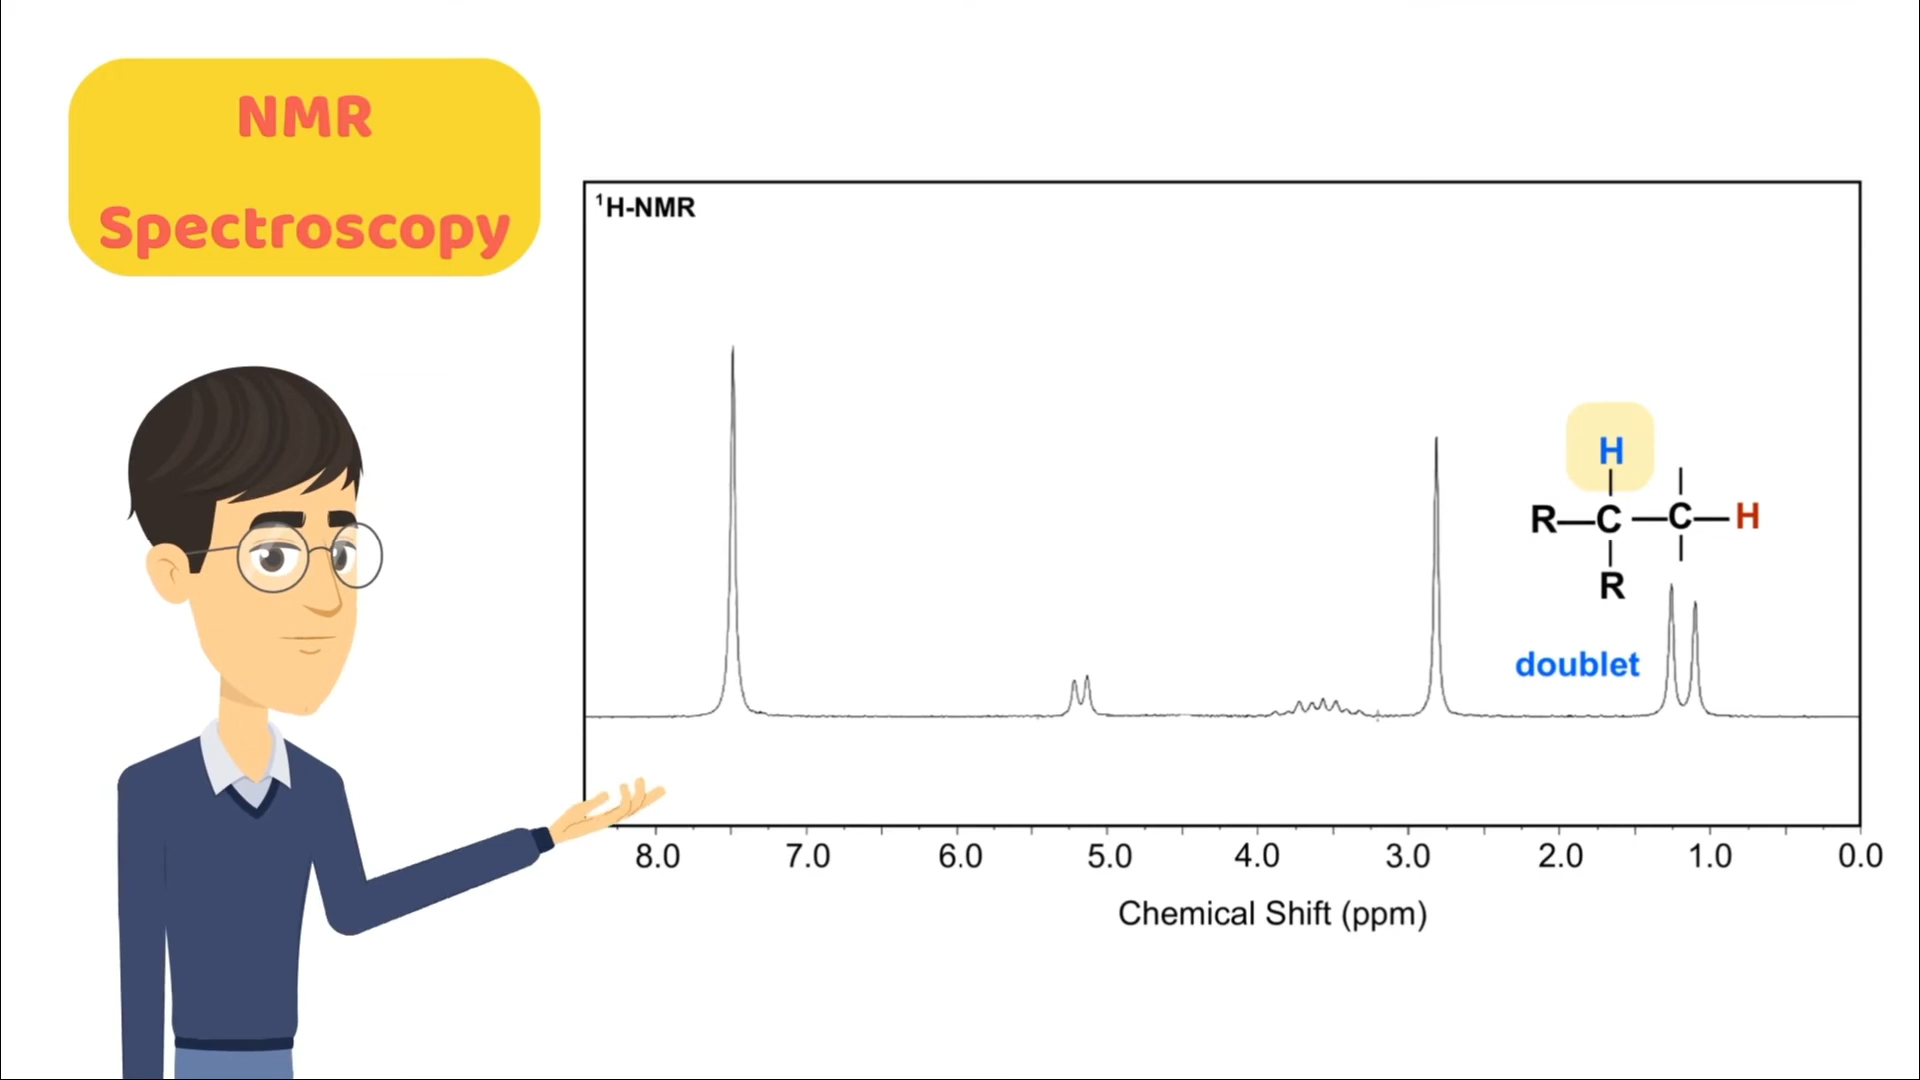 NMR
Spectroscopy
¹H-NMR
H
R—C—C—H
R
doublet
8.0 7.0 6.0 5.0 4.0 3.0 2.0 1.0 0.0
Chemical Shift (ppm)